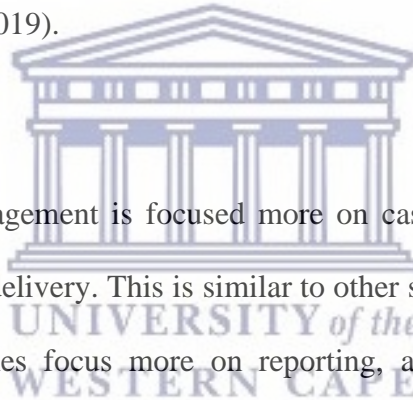 019).
agement is focused more on cas
delivery. This is similar to other s
UNIVERSITY of the
es focus more on reporting, a
WESTERN CAPE